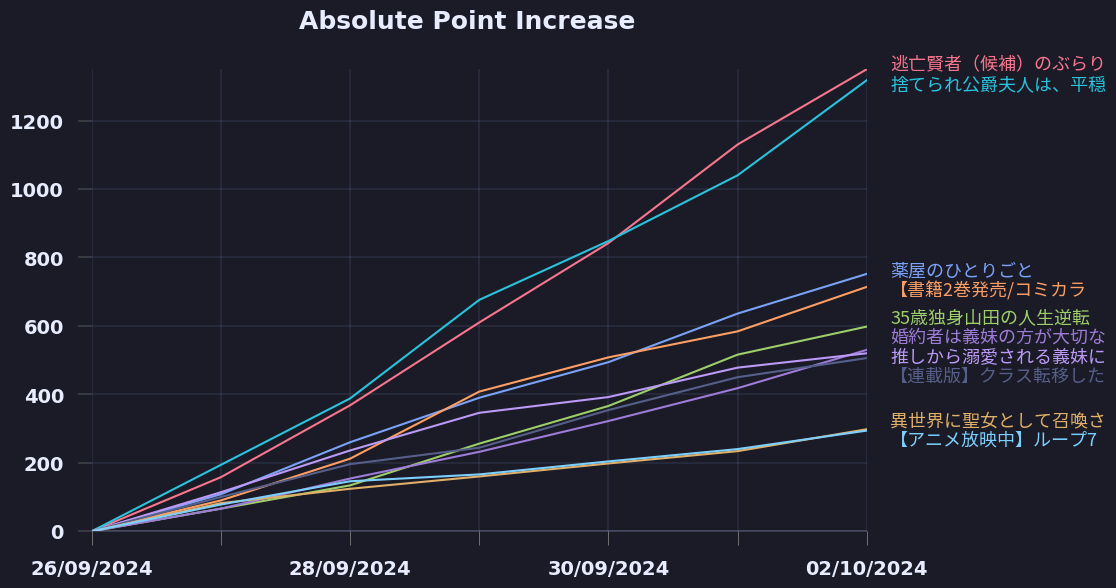 Absolute Point Increase
逃亡賢者（候補）のぶらり
捨てられ公爵夫人は、平穏
1200
1000
800
薬屋のひとりごと
【書籍2巻発売/コミカラ
600
35歳独身山田の人生逆転
婚約者は義妹の方が大切な
推しから溺愛される義妹に
【連載版】クラス転移した
400
異世界に聖女として召喚さ
【アニメ放映中】ループ7
200
0
26/09/2024
28/09/2024
30/09/2024
02/10/2024